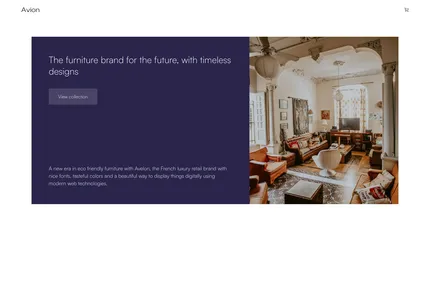 Avion
The furniture brand for the future, with timeless
designs
View collection
A new era in eco friendly furniture with Avelon, the French luxury retail brand with
nice fonts, tasteful colors and a beautiful way to display things digitally using
modern web technologies.